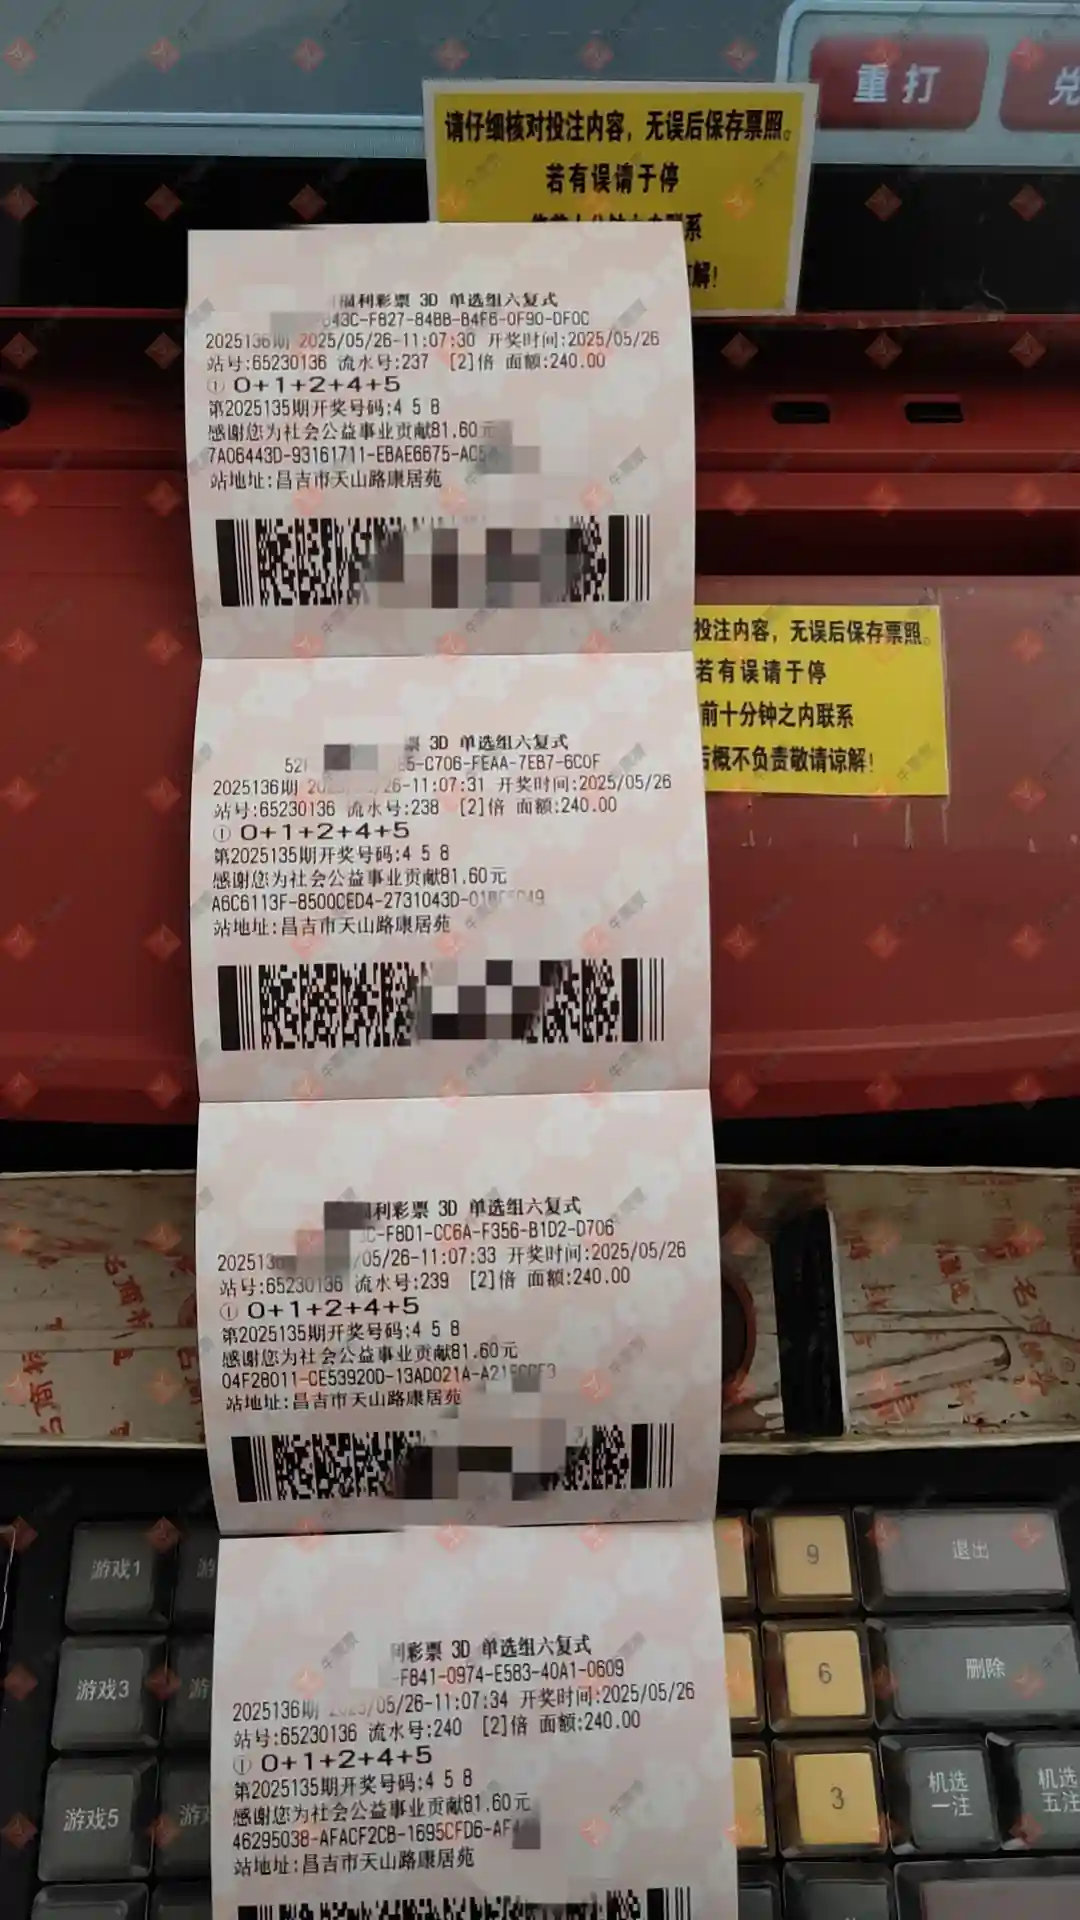 重打
兑
请仔细核对投注内容，无误后保存票照。
若有误请于停
系
解！
福利彩票 3D 单选组六复式
643C-F827-84BB-B4F6-0F90-DF0C
2025136期 2025/05/26-11:07:30 开奖时间:2025/05/26
站号:65230136 流水号:237 [2]倍 面额:240.00
① 0+1+2+4+5
第2025135期开奖号码:4 5 8
感谢您为社会公益事业贡献81.60元
7A06443D-93161711-EBAE6675-AC5
站地址:昌吉市天山路康居苑
投注内容，无误后保存票照。
若有误请于停
前十分钟之内联系
后概不负责敬请谅解！
票 3D 单选组六复式
5-C706-FEAA-7EB7-6C0F
2025136期 26-11:07:31 开奖时间:2025/05/26
站号:65230136 流水号:238 [2]倍 面额:240.00
① 0+1+2+4+5
第2025135期开奖号码:4 5 8
感谢您为社会公益事业贡献81.60元
A6C6113F-8500CED4-2731043D-01
站地址:昌吉市天山路康居苑
利彩票 3D 单选组六复式
C-F8D1-CC6A-F356-B1D2-D706
202513 /05/26-11:07:33 开奖时间:2025/05/26
站号:65230136 流水号:239 [2]倍 面额:240.00
① 0+1+2+4+5
第2025135期开奖号码:4 5 8
感谢您为社会公益事业贡献81.60元
04F28011-CE53920D-13AD021A-A21
站地址:昌吉市天山路康居苑
利彩票 3D 单选组六复式
-F841-0974-E583-40A1-0609
2025136期 /05/26-11:07:34 开奖时间:2025/05/26
站号:65230136 流水号:240 [2]倍 面额:240.00
① 0+1+2+4+5
第2025135期开奖号码:4 5 8
感谢您为社会公益事业贡献81.60元
46295038-AFACF2CB-1695CFD6-AF
站地址:昌吉市天山路康居苑
游戏1
游
9
退出
游戏3
游
6
删除
游戏5
游戏
3
机选
一注
机选
五注